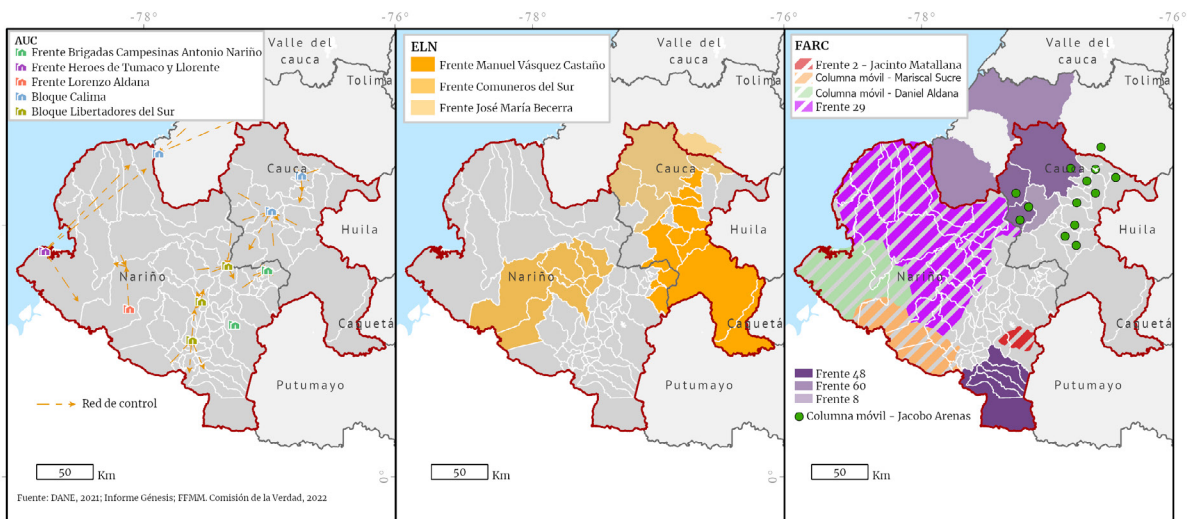 -78°
-76°
-78°
-76°
AUC
Frente Brigadas Campesinas Antonio Nariño
Frente Heroes de Tumaco y Llorente
Frente Lorenzo Aldana
Bloque Calima
Bloque Libertadores del Sur
Valle del
cauca
Tolima
Cauca
Huila
Nariño
Caquetá
Putumayo
Red de control
50 Km
Fuente: DANE, 2021; Informe Génesis; FFMM. Comisión de la Verdad, 2022
ELN
Frente Manuel Vásquez Castaño
Frente Comuneros del Sur
Frente José María Becerra
Valle del
cauca
Tolima
Cauca
Huila
Nariño
Caquetá
Putumayo
50 Km
FARC
Frente 2 - Jacinto Matallana
Columna móvil - Mariscal Sucre
Columna móvil - Daniel Aldana
Frente 29
Valle del
cauca
Tolima
Cauca
Huila
Nariño
Caquetá
Putumayo
Frente 48
Frente 60
Frente 8
Columna móvil - Jacobo Arenas
50 Km
0°
0°